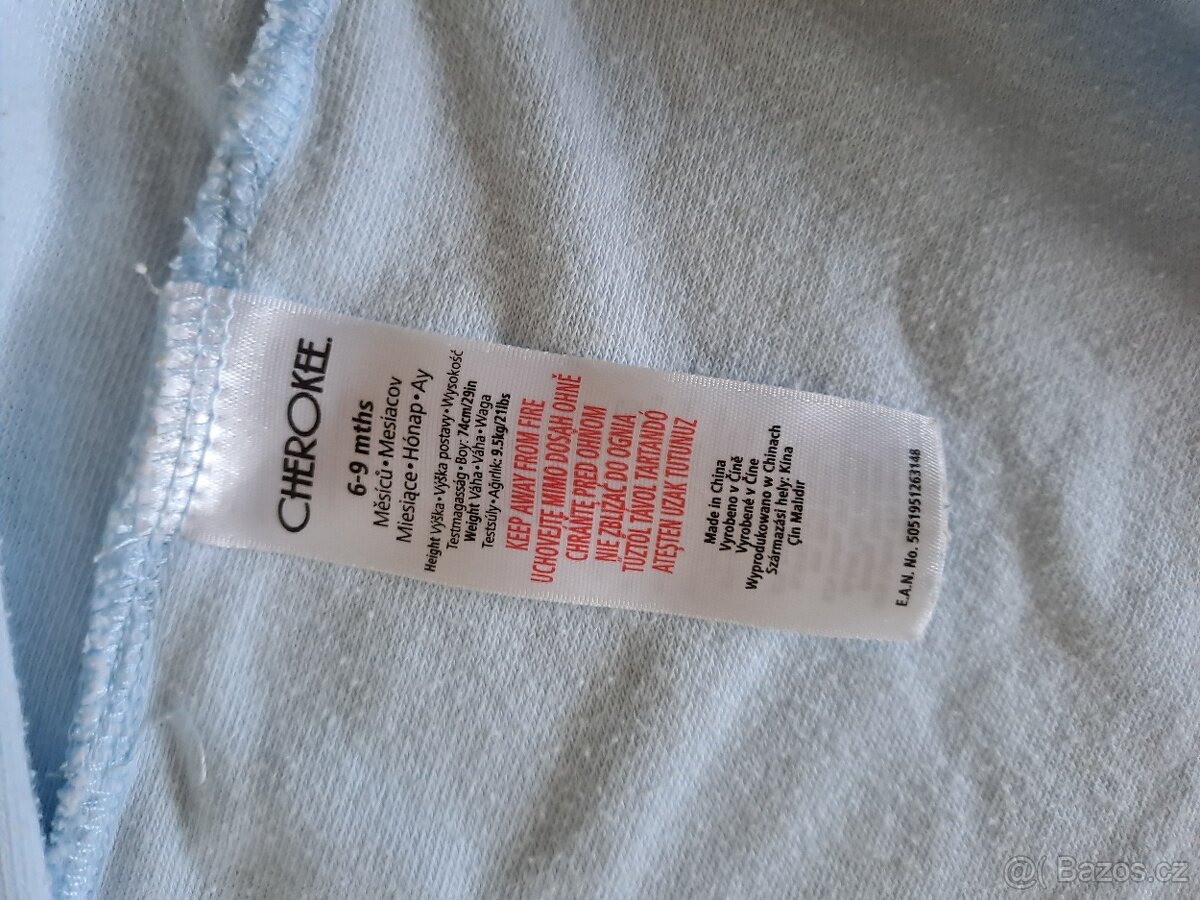 CHEROKEE.
6-9 mths
Měsíců • Mesiacov
Miesiące • Hónap • Ay
Height Výška • Výška postavy • Wysokość
Testmagasság • Boy: 74cm/29in
Weight Váha • Váha • Waga
Testsúly • Ağırlık: 9.5kg/21lbs
KEEP AWAY FROM FIRE
UCHOVEJTE MIMO DOSAH OHNĚ
CHRÁŇTE PRED OHŇOM
NIE ZBLIŻAĆ DO OGNIA
TŰZTŐL TÁVOL TARTANDÓ
ATEŞTEN UZAK TUTUNUZ
Made in China
Vyrobeno v Číně
Vyrobené v Číne
Wyprodukowano w Chinach
Származási hely: Kína
Çin Malıdır
E.A.N. No. 5051951263148
@( Bazos.cz